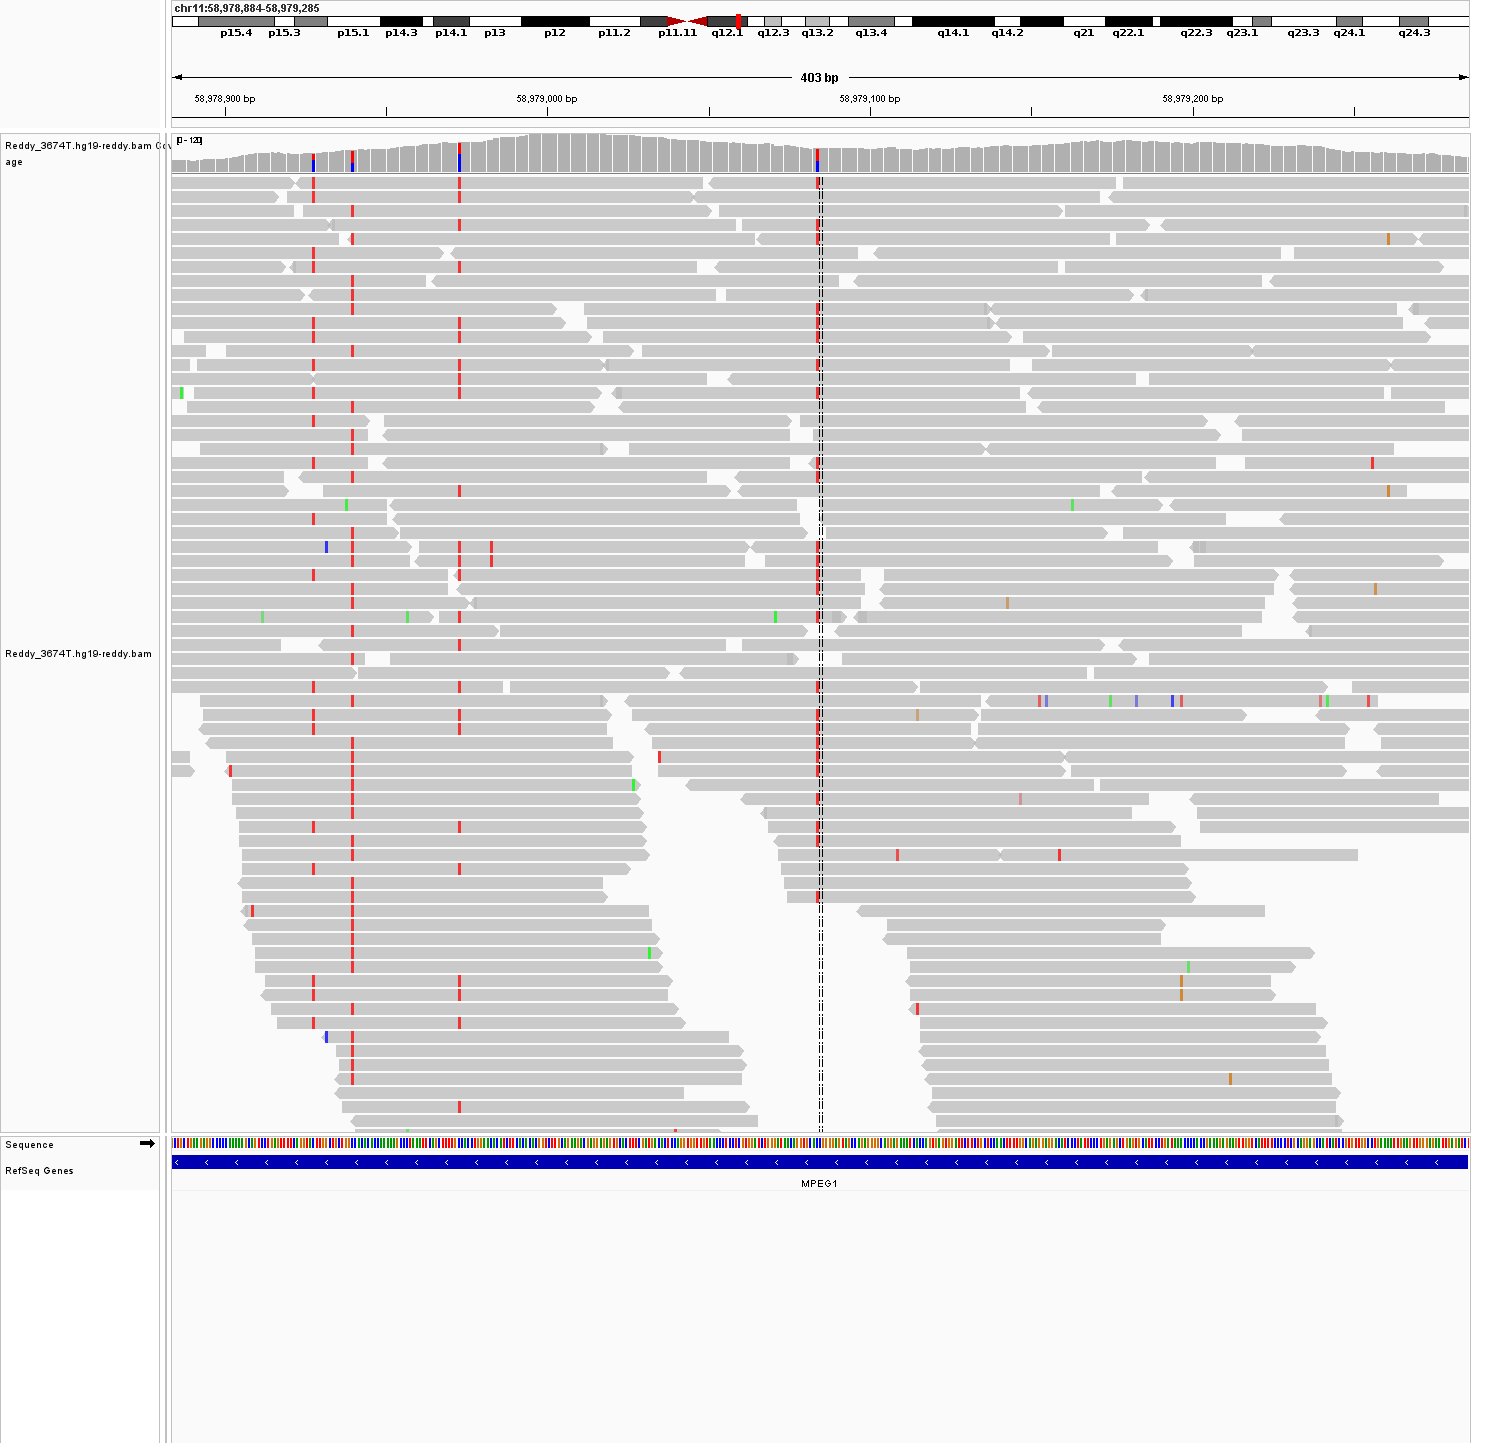 chr11:58,978,884-58,979,285
p15.4 p15.3 p15.1 p14.3 p14.1 p13 p12 p11.2 p11.11 q12.1 q12.3 q13.2 q13.4 q14.1 q14.2 q21 q22.1 q22.3 q23.1 q23.3 q24.1 q24.3
403 bp
58,978,900 bp 58,979,000 bp 58,979,100 bp 58,979,200 bp
[0 - 120]
Reddy_3674T.hg19-reddy.bam Cov
age
Reddy_3674T.hg19-reddy.bam
Sequence
RefSeq Genes
MPEG1